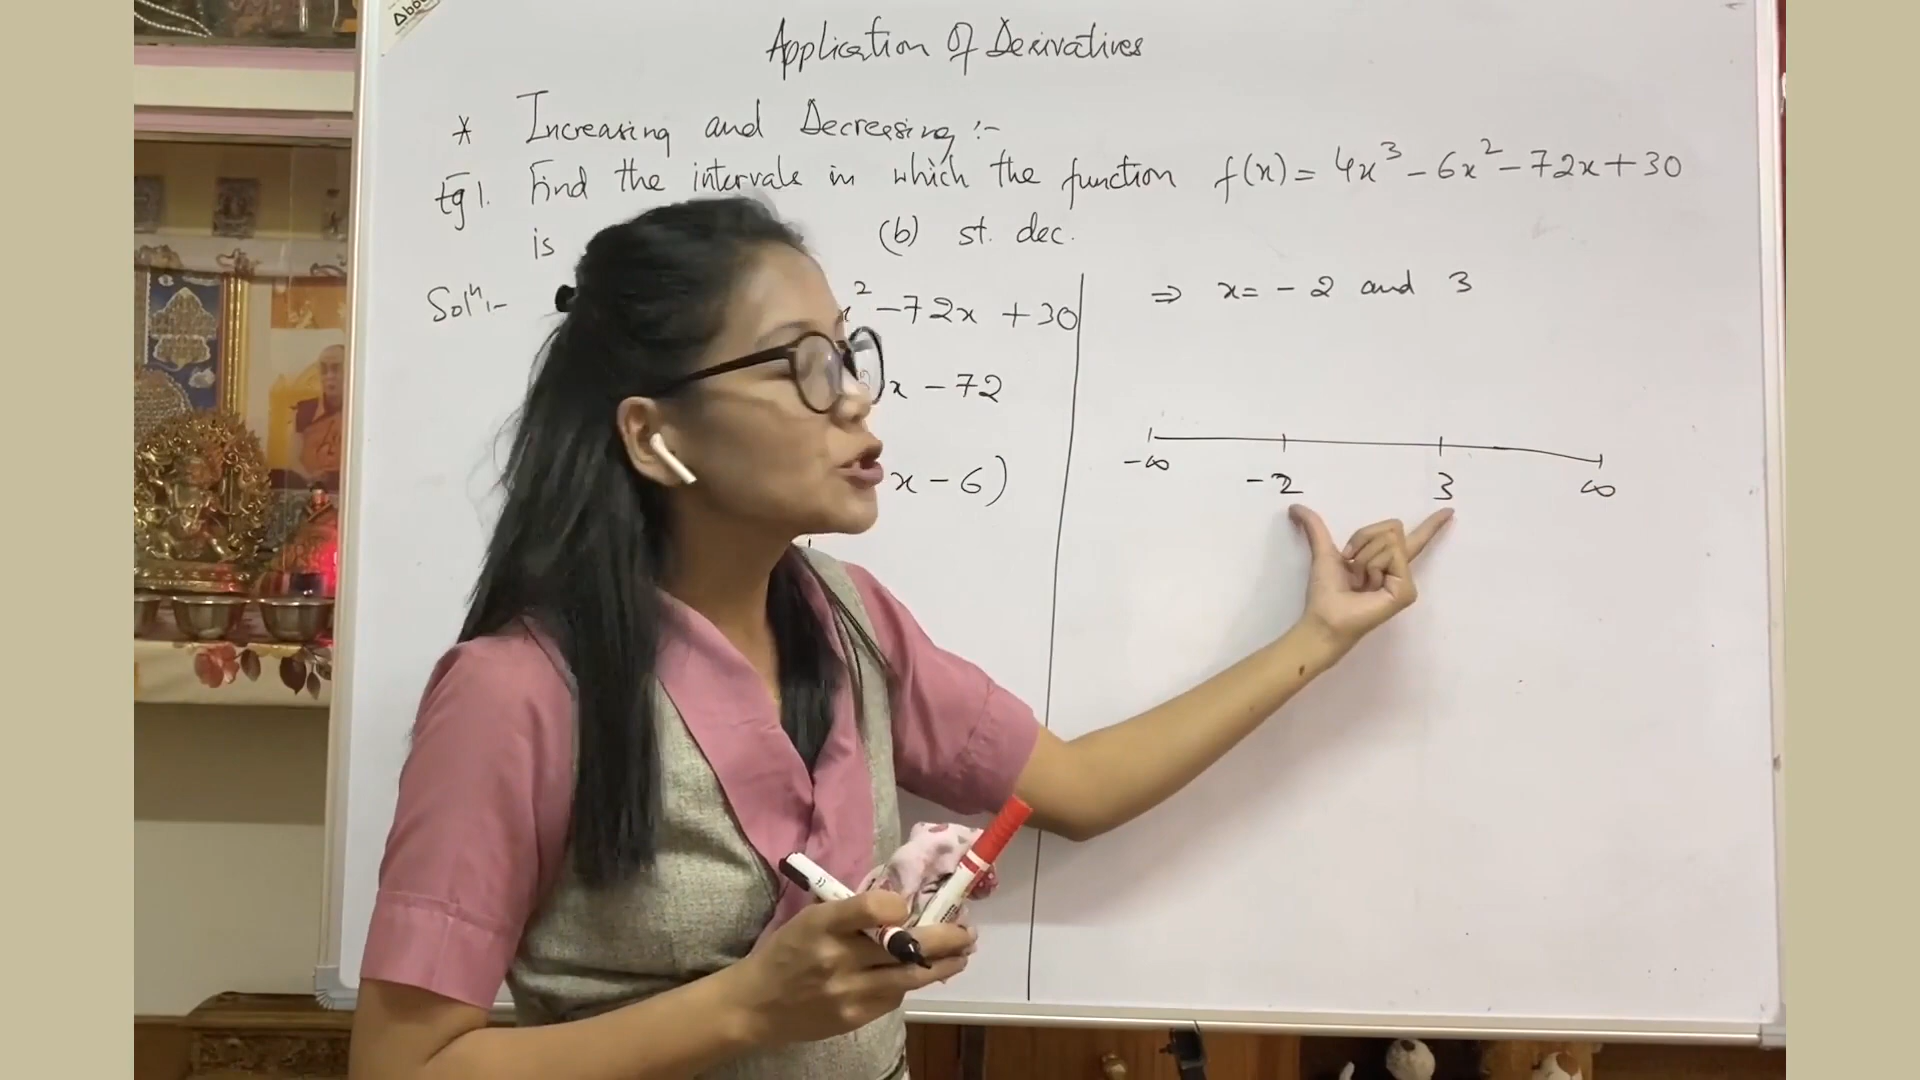 Application Of Derivatives
* Increasing and Decreasing :-
Eg 1. Find the intervals in which the function f(x) = 4x³ - 6x² - 72x + 30
is (b) st. dec.
Solⁿ:- x² - 72x + 30
x - 72
x - 6)
⇒ x = - 2 and 3
-∞ -2 3 ∞